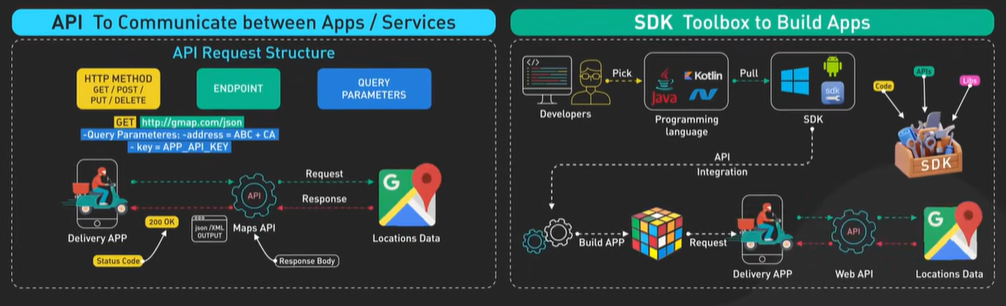 API To Communicate between Apps / Services
API Request Structure
HTTP METHOD
GET / POST /
PUT / DELETE
ENDPOINT
QUERY
PARAMETERS
GET http://gmap.com/json
-Query Parameteres: -address = ABC + CA
- key = APP_API_KEY
Request
API
G
Response
200 OK
json /XML
OUTPUT
Delivery APP
Maps API
Locations Data
Status Code
Response Body
SDK Toolbox to Build Apps
</>
Pick
Java
Kotlin
Pull
sdk
Developers
Programming
language
SDK
Code
APIs
Libs
SDK
API
Integration
Build APP
Request
API
G
Delivery APP
Web API
Locations Data